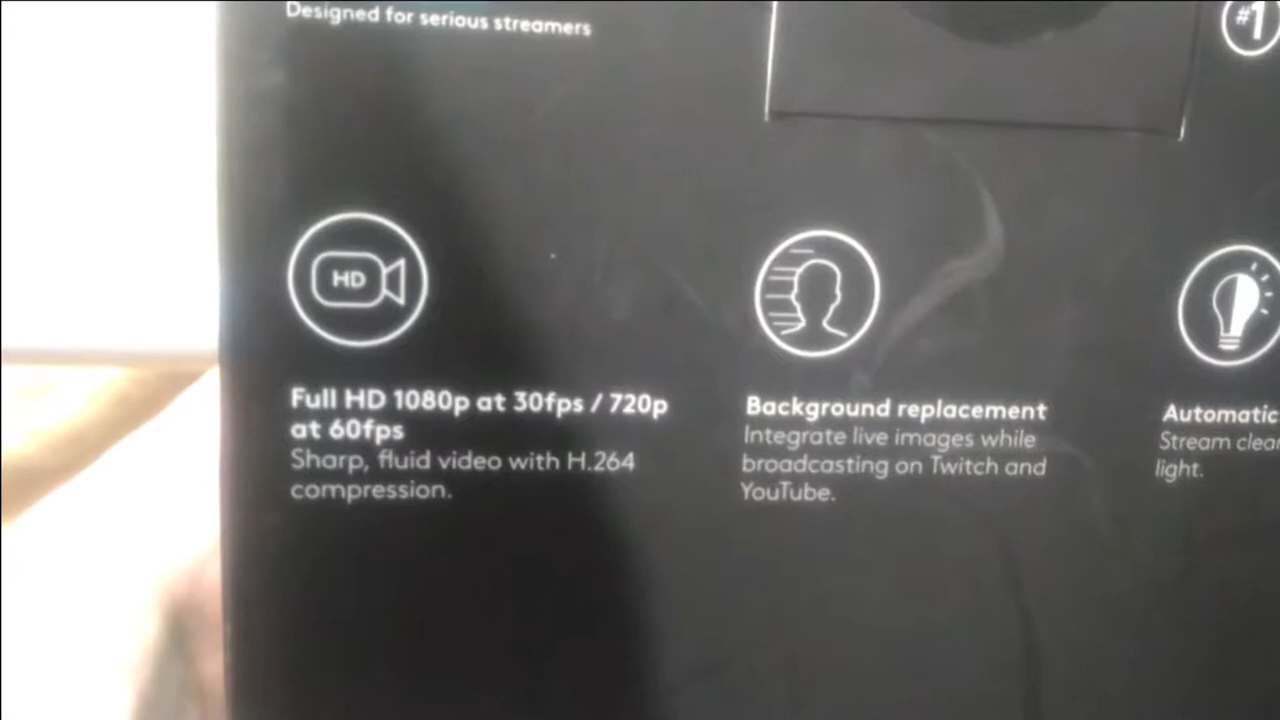 Designed for serious streamers
#1
HD
Full HD 1080p at 30fps / 720p
at 60fps
Sharp, fluid video with H.264
compression.
Background replacement
Integrate live images while
broadcasting on Twitch and
YouTube.
Automatic
Stream clear
light.